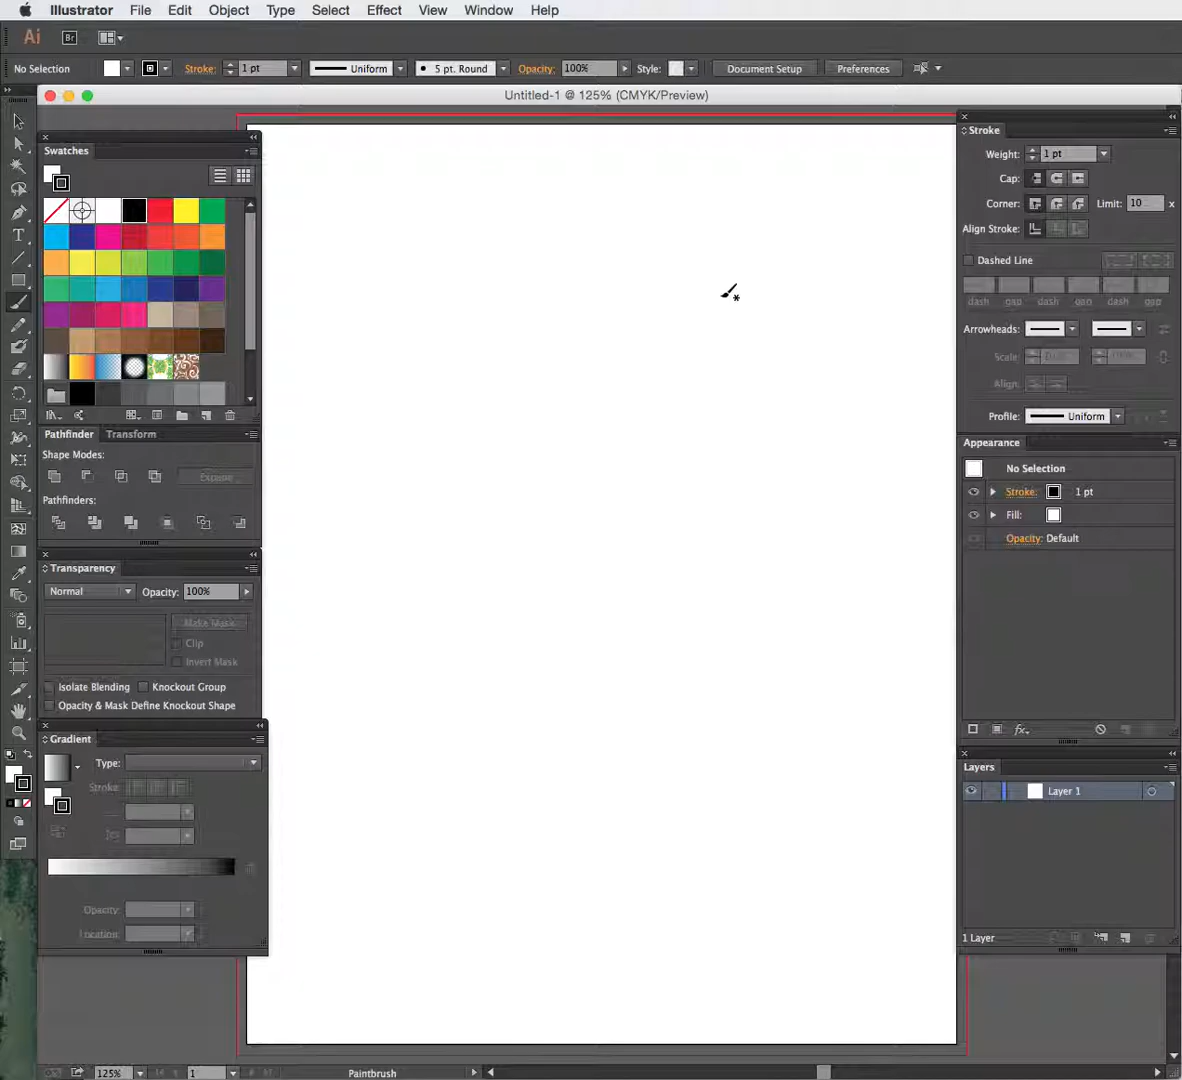 Illustrator File Edit Object Type Select Effect View Window Help
Ai Br
No Selection Stroke: 1 pt Uniform 5 pt. Round Opacity: 100% Style: Document Setup Preferences
Untitled-1 @ 125% (CMYK/Preview)
Swatches
Pathfinder Transform
Shape Modes:
Expand
Pathfinders:
Transparency
Normal Opacity: 100%
Make Mask
Clip
Invert Mask
Isolate Blending Knockout Group
Opacity & Mask Define Knockout Shape
Gradient
Type:
Stroke:
Opacity:
Location:
Stroke
Weight: 1 pt
Cap:
Corner: Limit: 10 x
Align Stroke:
Dashed Line
dash gap dash gap dash gap
Arrowheads:
Scale: 100% 100%
Align:
Profile: Uniform
Appearance
No Selection
Stroke: 1 pt
Fill:
Opacity: Default
fx
Layers
Layer 1
1 Layer
125% 1 Paintbrush